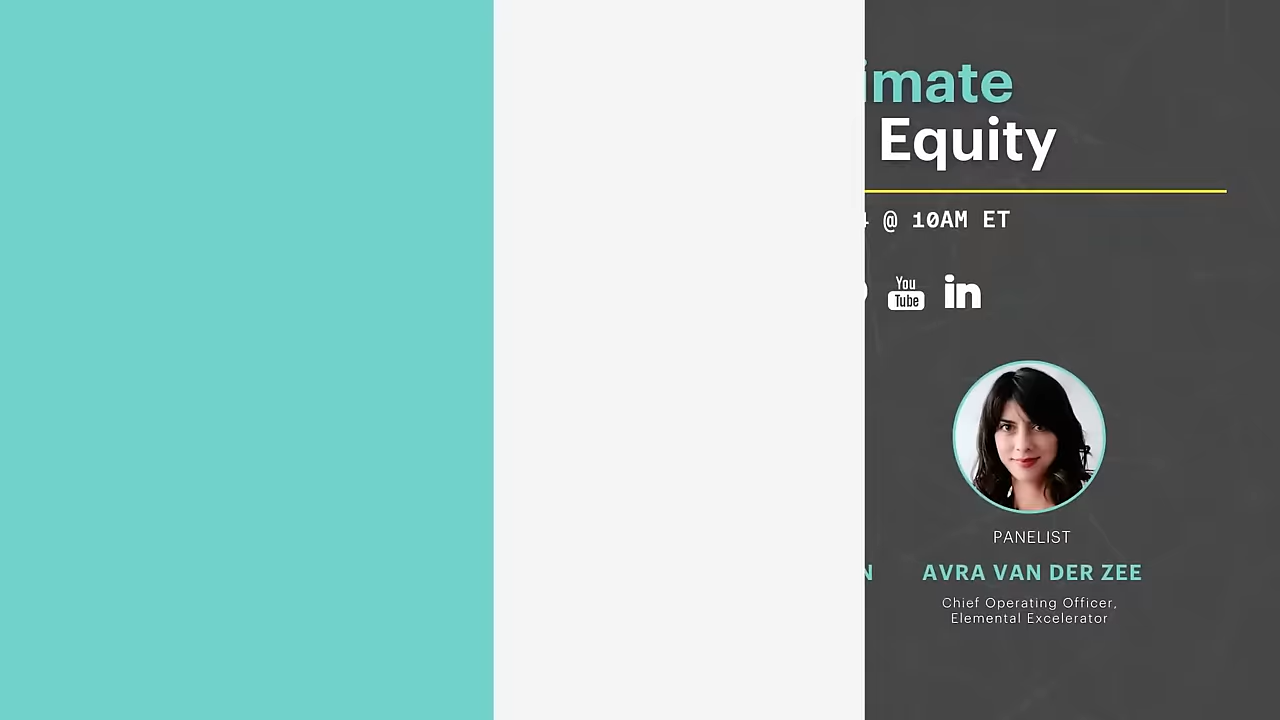 imate
Equity
@ 10AM ET
You
Tube
in
PANELIST
N AVRA VAN DER ZEE
Chief Operating Officer,
Elemental Excelerator